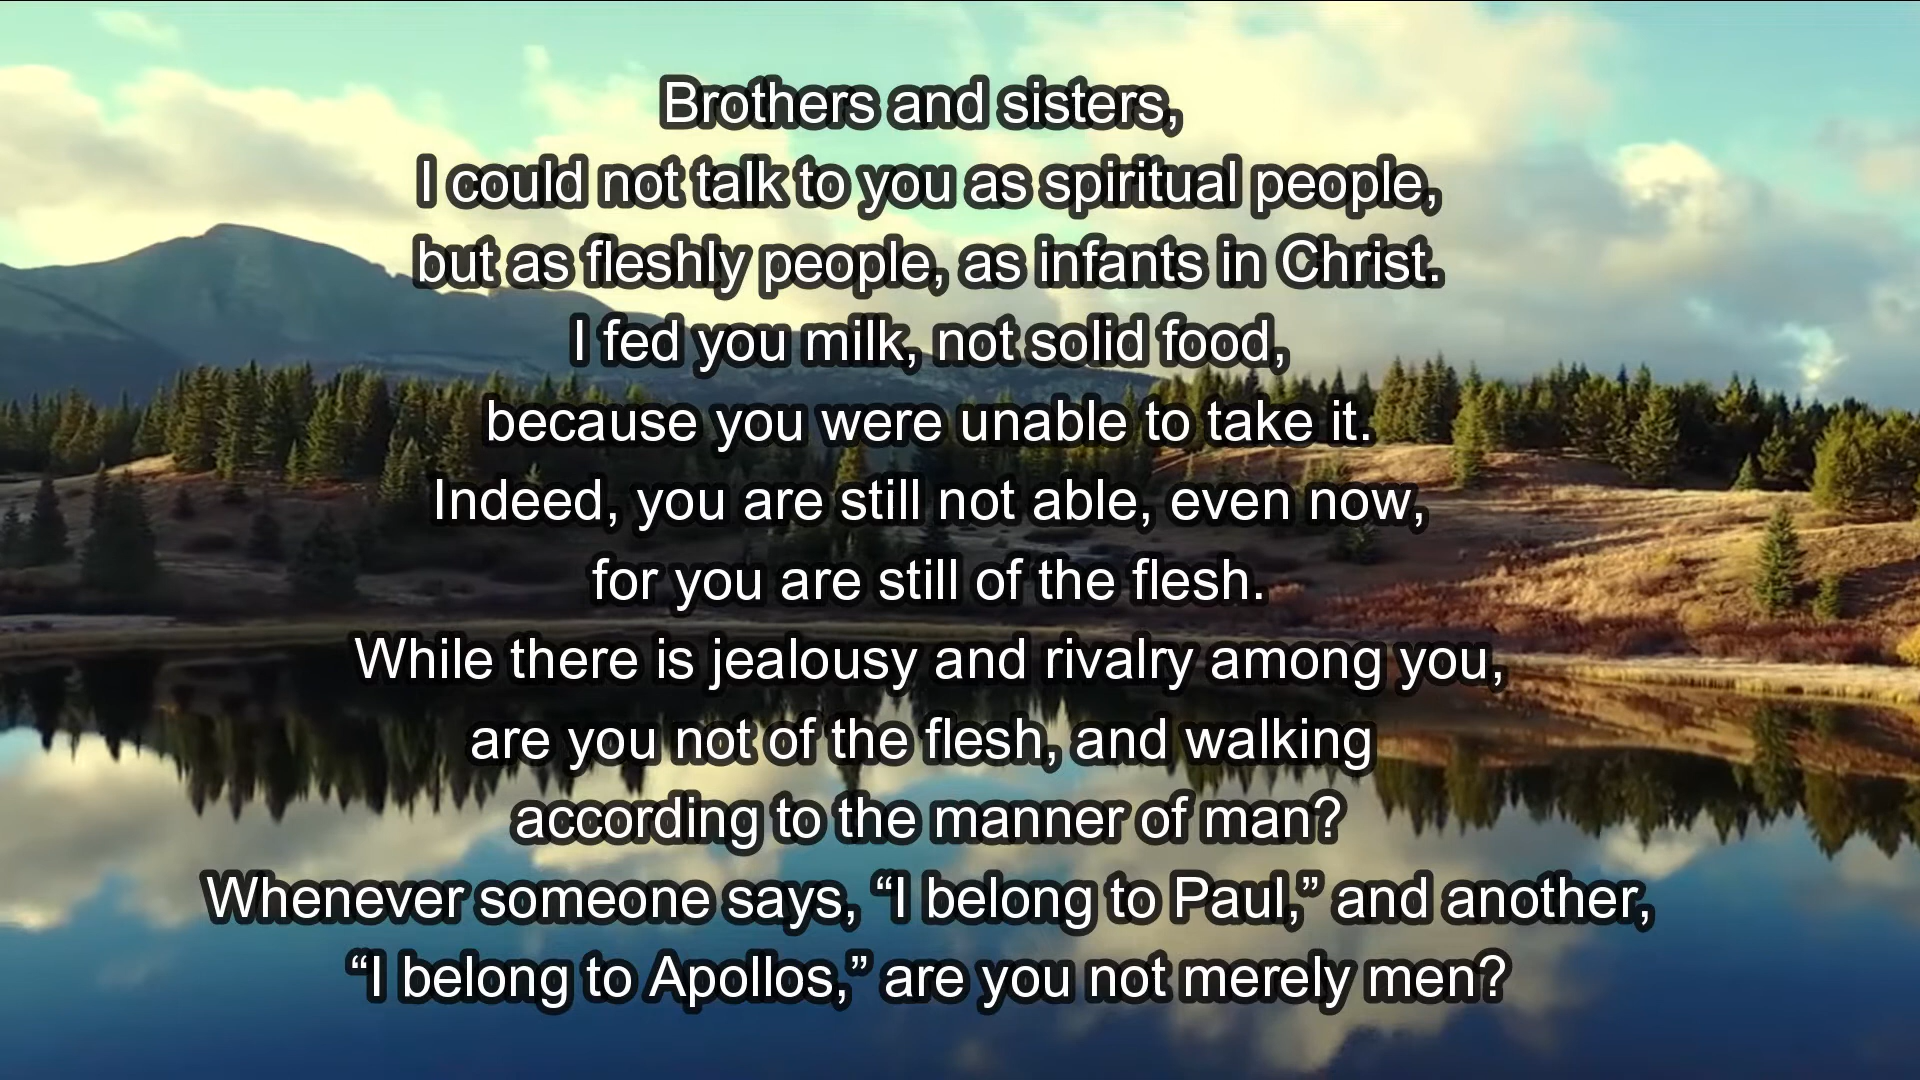 Brothers and sisters,
I could not talk to you as spiritual people,
but as fleshly people, as infants in Christ.
I fed you milk, not solid food,
because you were unable to take it.
Indeed, you are still not able, even now,
for you are still of the flesh.
While there is jealousy and rivalry among you,
are you not of the flesh, and walking
according to the manner of man?
Whenever someone says, “I belong to Paul,” and another,
“I belong to Apollos,” are you not merely men?